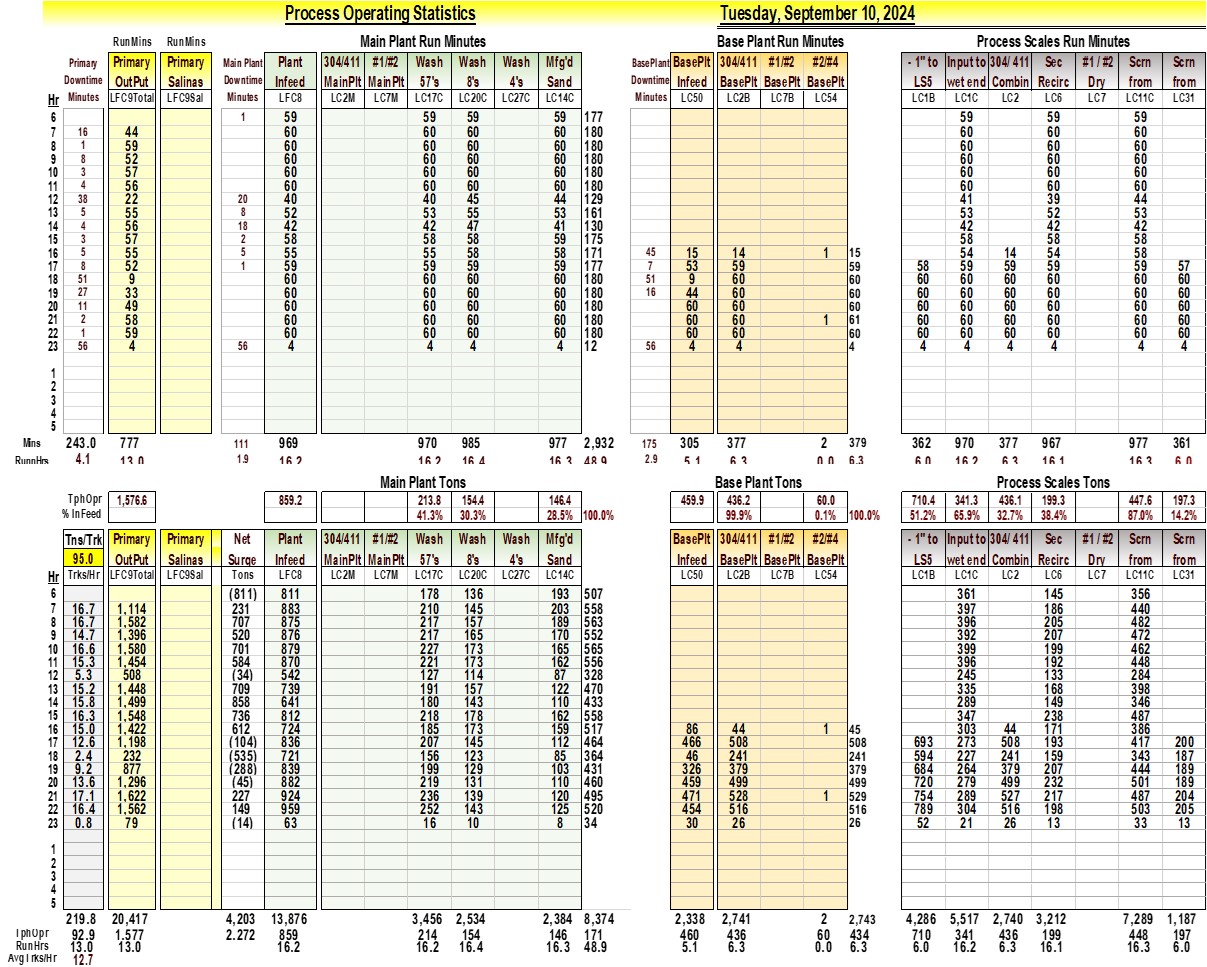 Process Operating Statistics Tuesday, September 10, 2024
RunMins RunMins Main Plant Run Minutes Base Plant Run Minutes Process Scales Run Minutes
Primary Primary Primary Main Plant Plant 304/411 #1/#2 Wash Wash Wash Mfg'd BasePlant BasePlt 304/411 #1/#2 #2/#4 - 1" to Input to 304/ 411 Sec #1 / #2 Scrn Scrn
Downtime OutPut Salinas Downtime Infeed MainPlt MainPlt 57's 8's 4's Sand Downtime Infeed BasePlt BasePlt BasePlt LS5 wet end Combin Recirc Dry from from
Hr Minutes LFC9Total LFC9Sal Minutes LFC8 LC2M LC7M LC17C LC20C LC27C LC14C Minutes LC50 LC2B LC7B LC54 LC1B LC1C LC2 LC6 LC7 LC11C LC31
6 1 59 59 59 59 177 59 59 59
7 16 44 60 60 60 60 180 60 60 60
8 1 59 60 60 60 60 180 60 60 60
9 8 52 60 60 60 60 180 60 60 60
10 3 57 60 60 60 60 180 60 60 60
11 4 56 60 60 60 60 180 60 60 60
12 38 22 20 40 40 45 44 129 41 39 44
13 5 55 8 52 53 55 53 161 53 52 53
14 4 56 18 42 42 47 41 130 42 42 42
15 3 57 2 58 58 58 59 175 58 58 58
16 5 55 5 55 55 58 58 171 45 15 14 1 15 54 14 54 58
17 8 52 1 59 59 59 59 177 7 53 59 59 58 59 59 59 59 57
18 51 9 60 60 60 60 180 51 9 60 60 60 60 60 60 60 60
19 27 33 60 60 60 60 180 16 44 60 60 60 60 60 60 60 60
20 11 49 60 60 60 60 180 60 60 60 60 60 60 60 60 60
21 2 58 60 60 60 60 180 60 60 1 61 60 60 60 60 60 60
22 1 59 60 60 60 60 180 60 60 60 60 60 60 60 60 60
23 56 4 56 4 4 4 4 12 56 4 4 4 4 4 4 4 4 4
1
2
3
4
5
Mins 243.0 777 111 969 970 985 977 2,932 175 305 377 2 379 362 970 377 967 977 361
RunnHrs 4.1 13.0 1.9 16.2 16.2 16.4 16.3 48.9 2.9 5.1 6.3 0.0 6.3 6.0 16.2 6.3 16.1 16.3 6.0
Main Plant Tons Base Plant Tons Process Scales Tons
TphOpr 1,576.6 859.2 213.8 154.4 146.4 459.9 436.2 60.0 710.4 341.3 436.1 199.3 447.6 197.3
% InFeed 41.3% 30.3% 28.5% 100.0% 99.9% 0.1% 100.0% 51.2% 65.9% 32.7% 38.4% 87.0% 14.2%
Tns/Trk Primary Primary Net Plant 304/411 #1/#2 Wash Wash Wash Mfg'd BasePlt 304/411 #1/#2 #2/#4 - 1" to Input to 304/ 411 Sec #1 / #2 Scrn Scrn
95.0 OutPut Salinas Surge Infeed MainPlt MainPlt 57's 8's 4's Sand Infeed BasePlt BasePlt BasePlt LS5 wet end Combin Recirc Dry from from
Hr Trks/Hr LFC9Total LFC9Sal Tons LFC8 LC2M LC7M LC17C LC20C LC27C LC14C LC50 LC2B LC7B LC54 LC1B LC1C LC2 LC6 LC7 LC11C LC31
6 (811) 811 178 136 193 507 361 145 356
7 16.7 1,114 231 883 210 145 203 558 397 186 440
8 16.7 1,582 707 875 217 157 189 563 396 205 482
9 14.7 1,396 520 876 217 165 170 552 392 207 472
10 16.6 1,580 701 879 227 173 165 565 399 199 462
11 15.3 1,454 584 870 221 173 162 556 396 192 448
12 5.3 508 (34) 542 127 114 87 328 245 133 284
13 15.2 1,448 709 739 191 157 122 470 335 168 398
14 15.8 1,499 858 641 180 143 110 433 289 149 346
15 16.3 1,548 736 812 218 178 162 558 347 238 487
16 15.0 1,422 612 724 185 173 159 517 86 44 1 45 303 44 171 386
17 12.6 1,198 (104) 836 207 145 112 464 466 508 508 693 273 508 193 417 200
18 2.4 232 (535) 721 156 123 85 364 46 241 241 594 227 241 159 343 187
19 9.2 877 (288) 839 199 129 103 431 326 379 379 684 264 379 207 444 189
20 13.6 1,296 (45) 882 219 131 110 460 459 499 499 720 279 499 232 501 189
21 17.1 1,622 227 924 236 139 120 495 471 528 1 529 754 289 527 217 487 204
22 16.4 1,562 149 959 252 143 125 520 454 516 516 789 304 516 198 503 205
23 0.8 79 (14) 63 16 10 8 34 30 26 26 52 21 26 13 33 13
1
2
3
4
5
219.8 20,417 4,203 13,876 3,456 2,534 2,384 8,374 2,338 2,741 2 2,743 4,286 5,517 2,740 3,212 7,289 1,187
TphOpr 92.9 1,577 2.272 859 214 154 146 171 460 436 60 434 710 341 436 199 448 197
RunHrs 13.0 13.0 16.2 16.2 16.4 16.3 48.9 5.1 6.3 0.0 6.3 6.0 16.2 6.3 16.1 16.3 6.0
Avg Trks/Hr 12.7